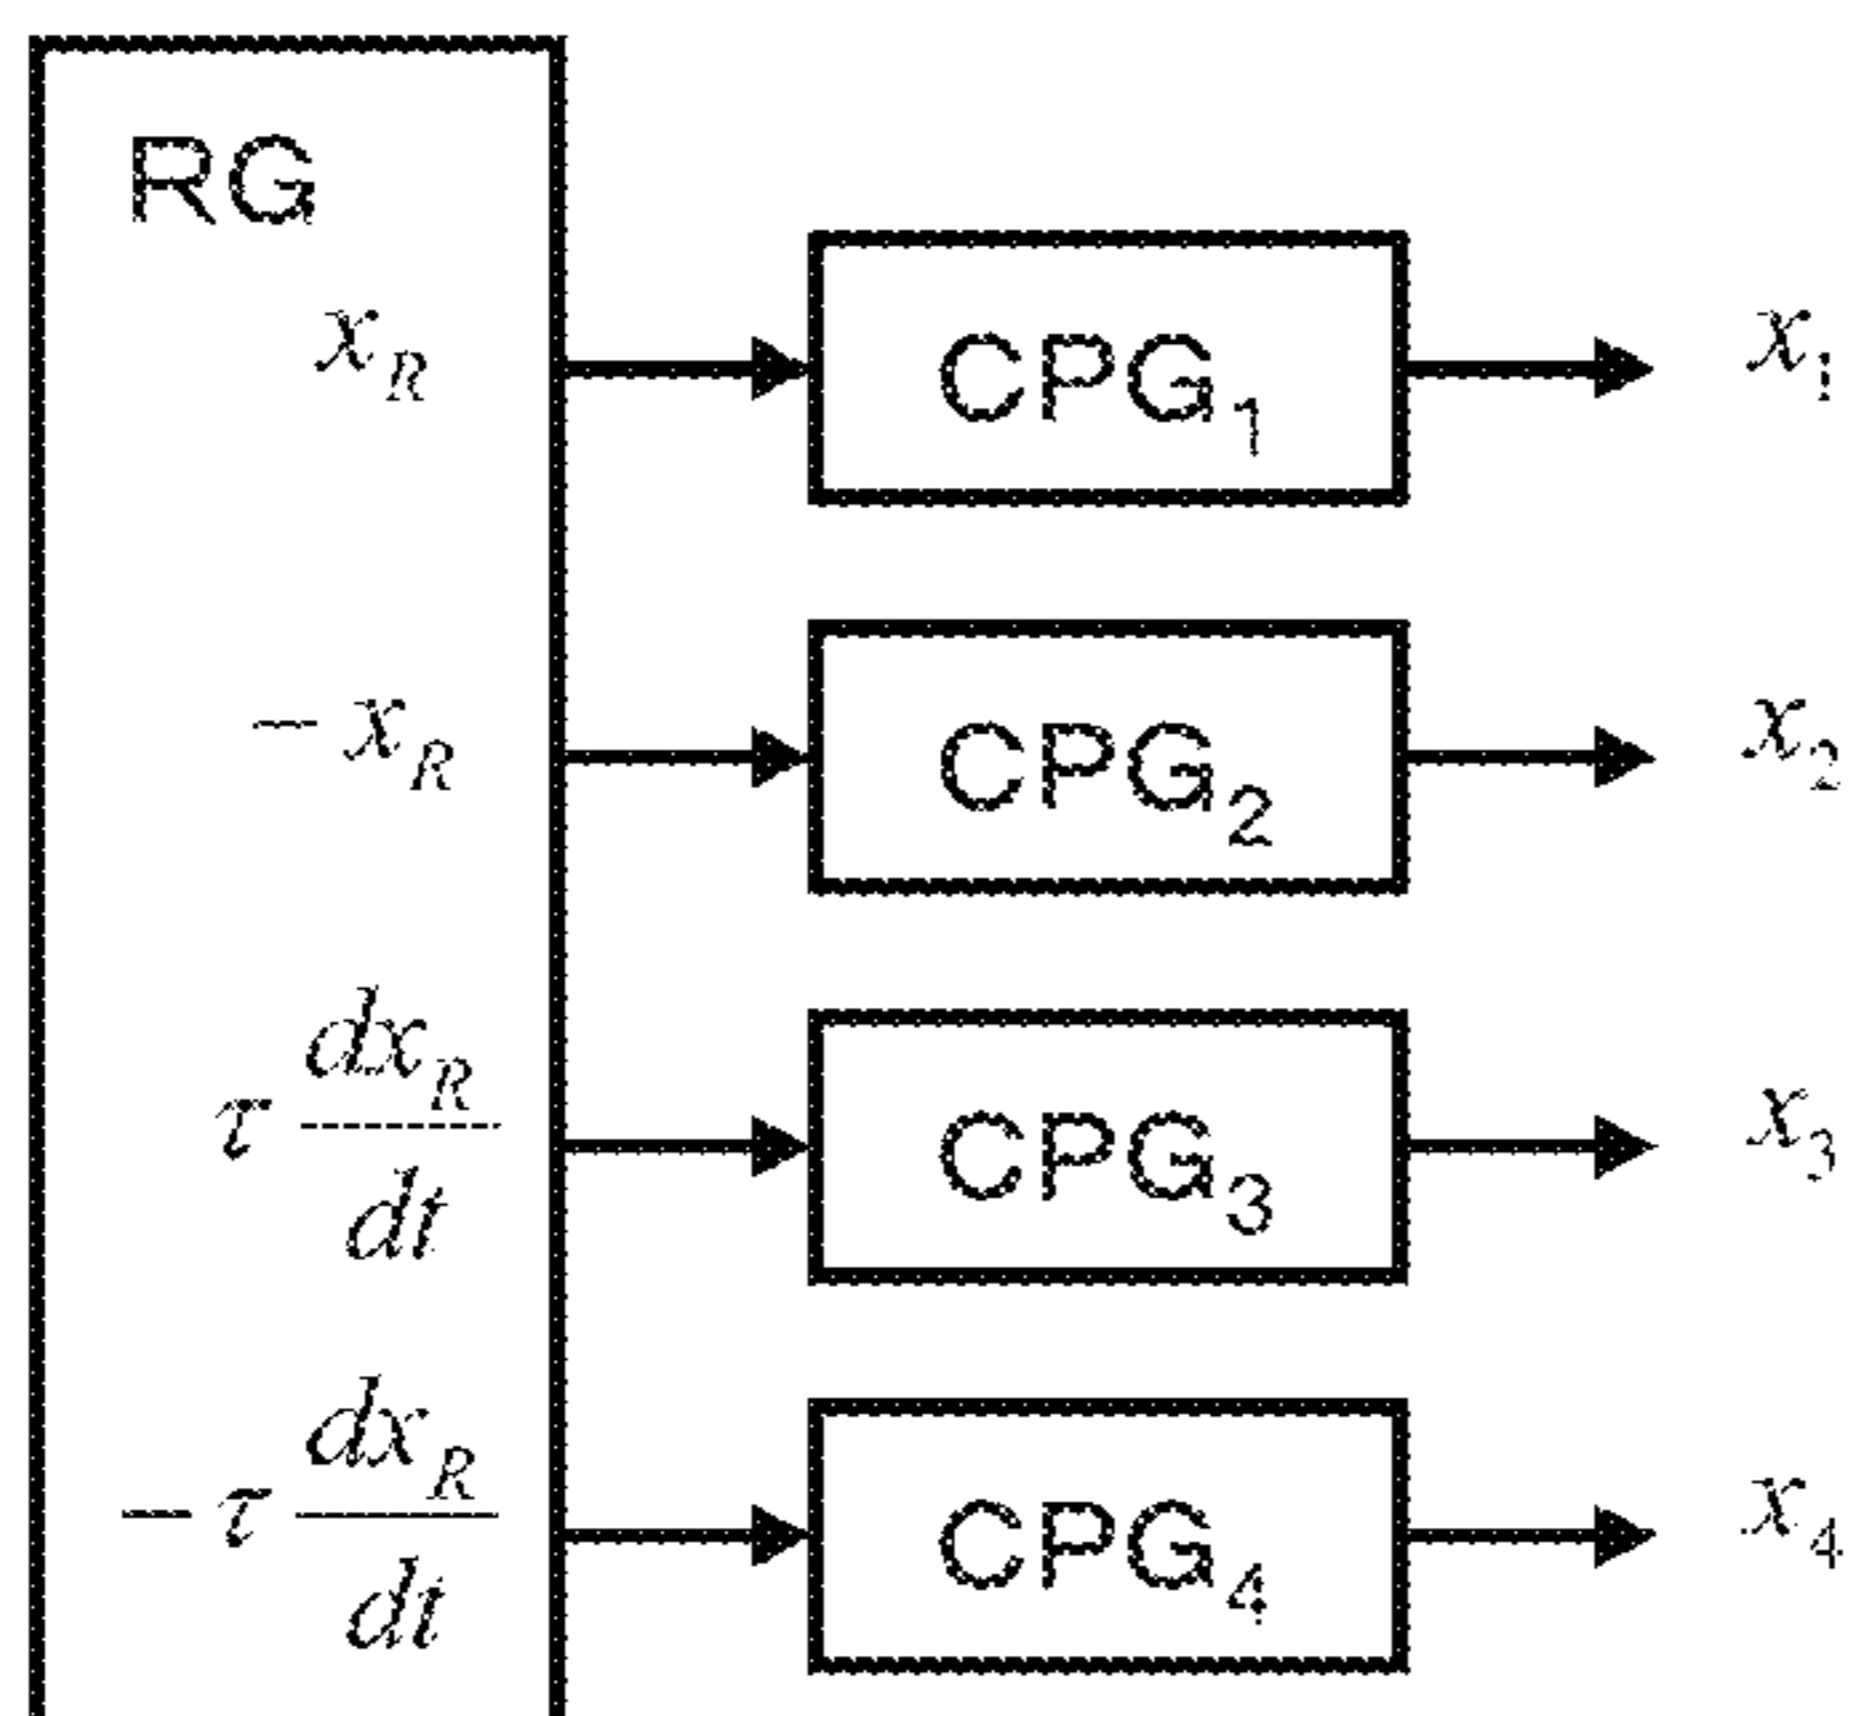 RG
x_R CPG_1 x_1
-x_R CPG_2 x_2
τ dx_R/dt CPG_3 x_3
-τ dx_R/dt CPG_4 x_4